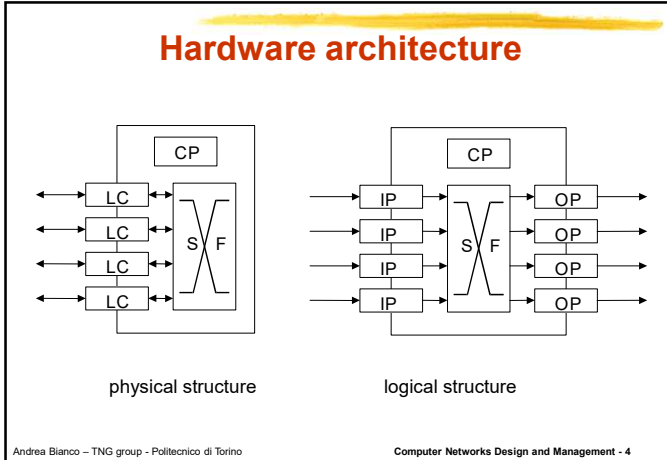 Hardware architecture
CP
LC
LC
LC
LC
S F
physical structure
CP
IP
IP
IP
IP
S F
OP
OP
OP
OP
logical structure
Andrea Bianco – TNG group - Politecnico di Torino
Computer Networks Design and Management - 4